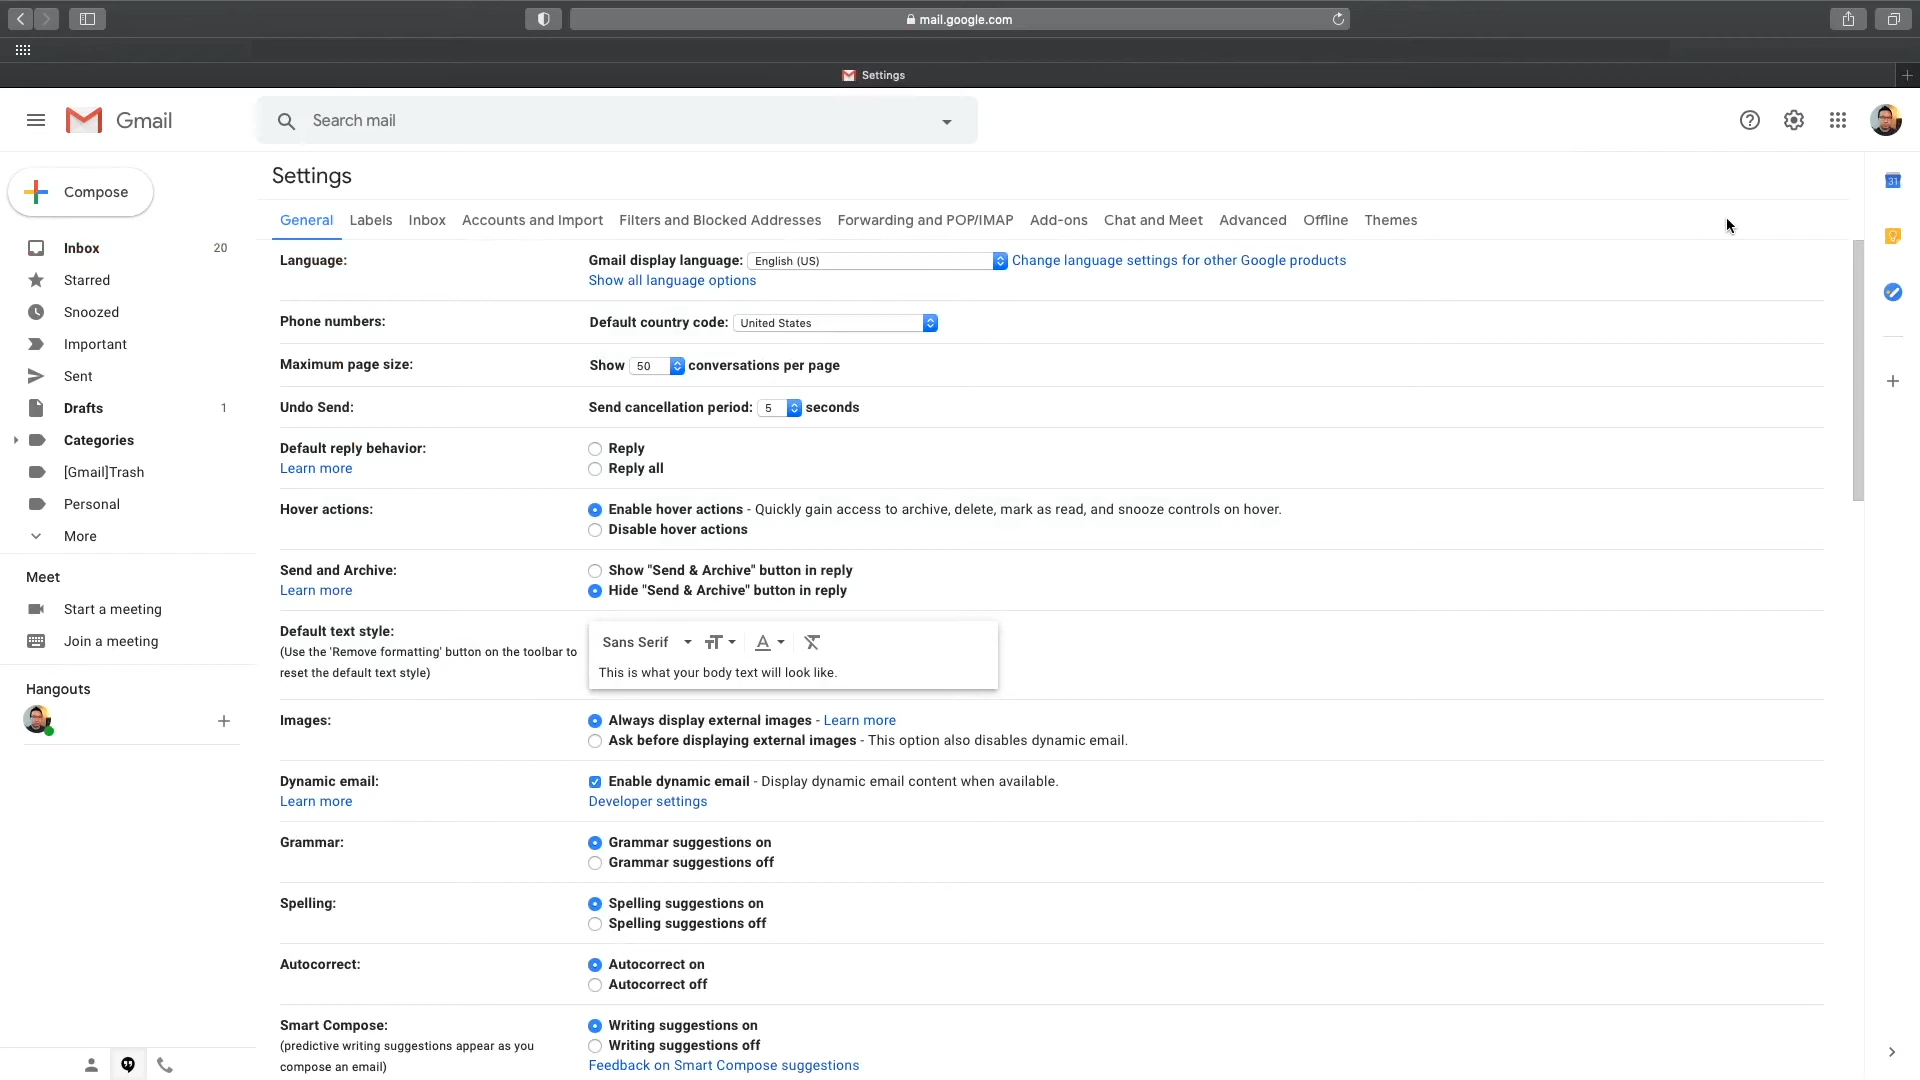 mail.google.com
Settings
Gmail
Search mail
Compose
Inbox 20
Starred
Snoozed
Important
Sent
Drafts 1
Categories
[Gmail]Trash
Personal
More
Meet
Start a meeting
Join a meeting
Hangouts
Settings
General Labels Inbox Accounts and Import Filters and Blocked Addresses Forwarding and POP/IMAP Add-ons Chat and Meet Advanced Offline Themes
Language: Gmail display language: English (US) Change language settings for other Google products
Show all language options
Phone numbers: Default country code: United States
Maximum page size: Show 50 conversations per page
Undo Send: Send cancellation period: 5 seconds
Default reply behavior: Reply
Learn more Reply all
Hover actions: Enable hover actions - Quickly gain access to archive, delete, mark as read, and snooze controls on hover.
Disable hover actions
Send and Archive: Show "Send & Archive" button in reply
Learn more Hide "Send & Archive" button in reply
Default text style: Sans Serif
(Use the 'Remove formatting' button on the toolbar to
reset the default text style) This is what your body text will look like.
Images: Always display external images - Learn more
Ask before displaying external images - This option also disables dynamic email.
Dynamic email: Enable dynamic email - Display dynamic email content when available.
Learn more Developer settings
Grammar: Grammar suggestions on
Grammar suggestions off
Spelling: Spelling suggestions on
Spelling suggestions off
Autocorrect: Autocorrect on
Autocorrect off
Smart Compose: Writing suggestions on
(predictive writing suggestions appear as you Writing suggestions off
compose an email) Feedback on Smart Compose suggestions
31